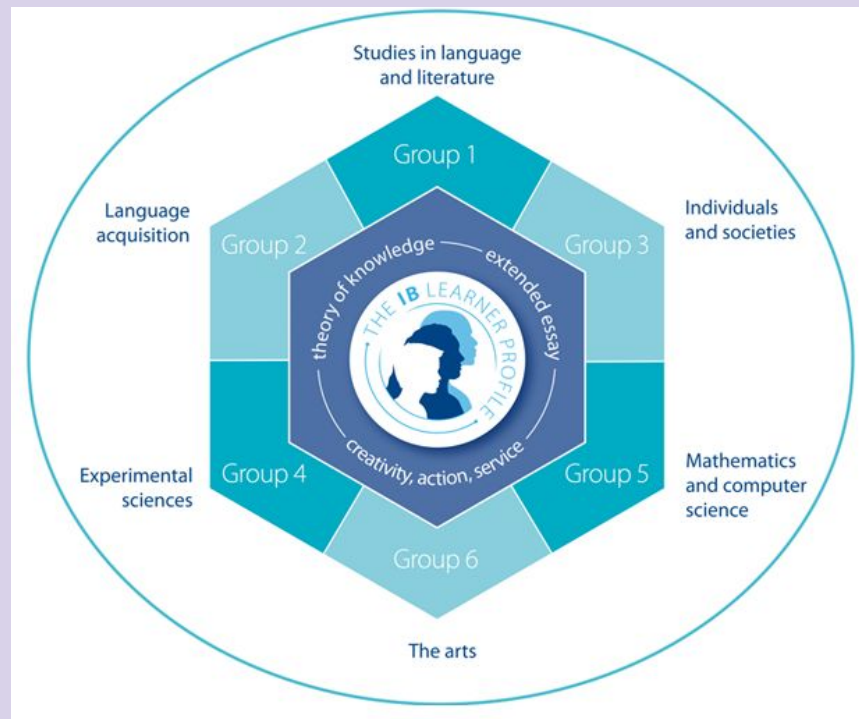 Studies in language
and literature
Group 1
Language
acquisition
Group 2
Individuals
and societies
Group 3
theory of knowledge
extended essay
THE IB LEARNER PROFILE
creativity, action, service
Experimental
sciences
Group 4
Mathematics
and computer
science
Group 5
Group 6
The arts